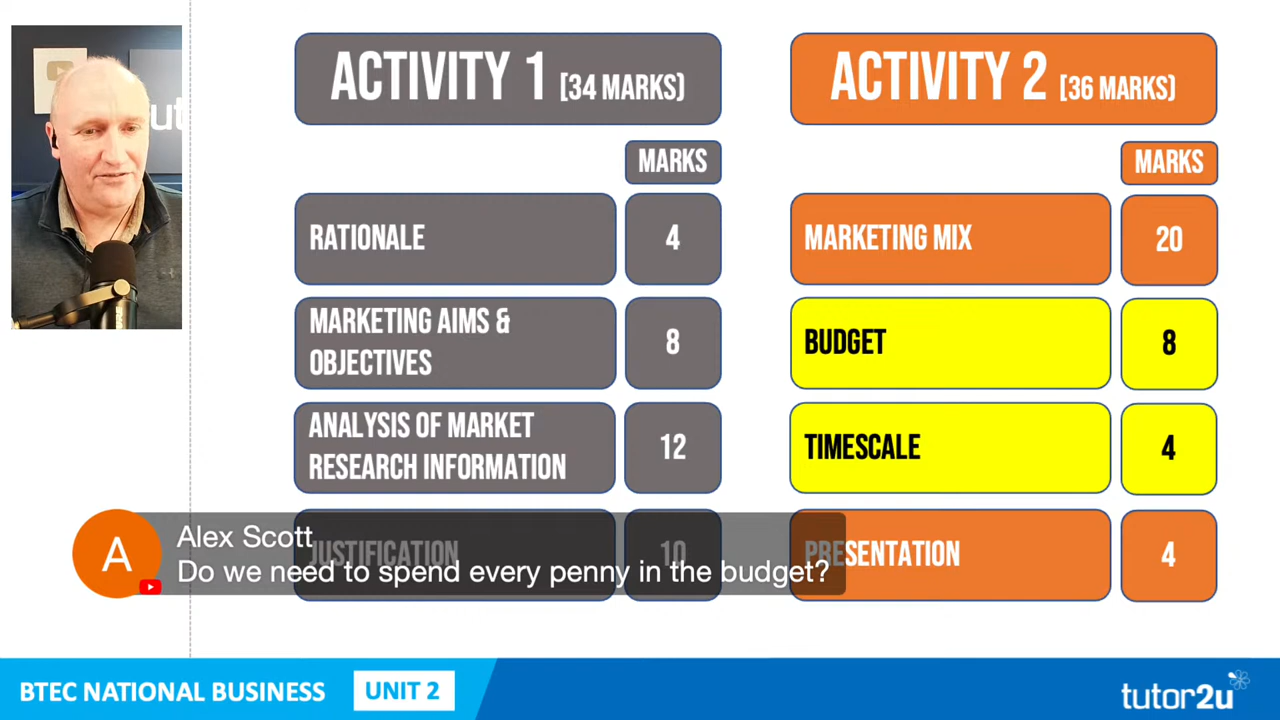 ut
ACTIVITY 1 [34 MARKS]
MARKS
RATIONALE
4
MARKETING AIMS &
OBJECTIVES
8
ANALYSIS OF MARKET
RESEARCH INFORMATION
12
JUSTIFICATION
10
ACTIVITY 2 [36 MARKS]
MARKS
MARKETING MIX
20
BUDGET
8
TIMESCALE
4
PRESENTATION
4
A
Alex Scott
Do we need to spend every penny in the budget?
BTEC NATIONAL BUSINESS
UNIT 2
tutor2u